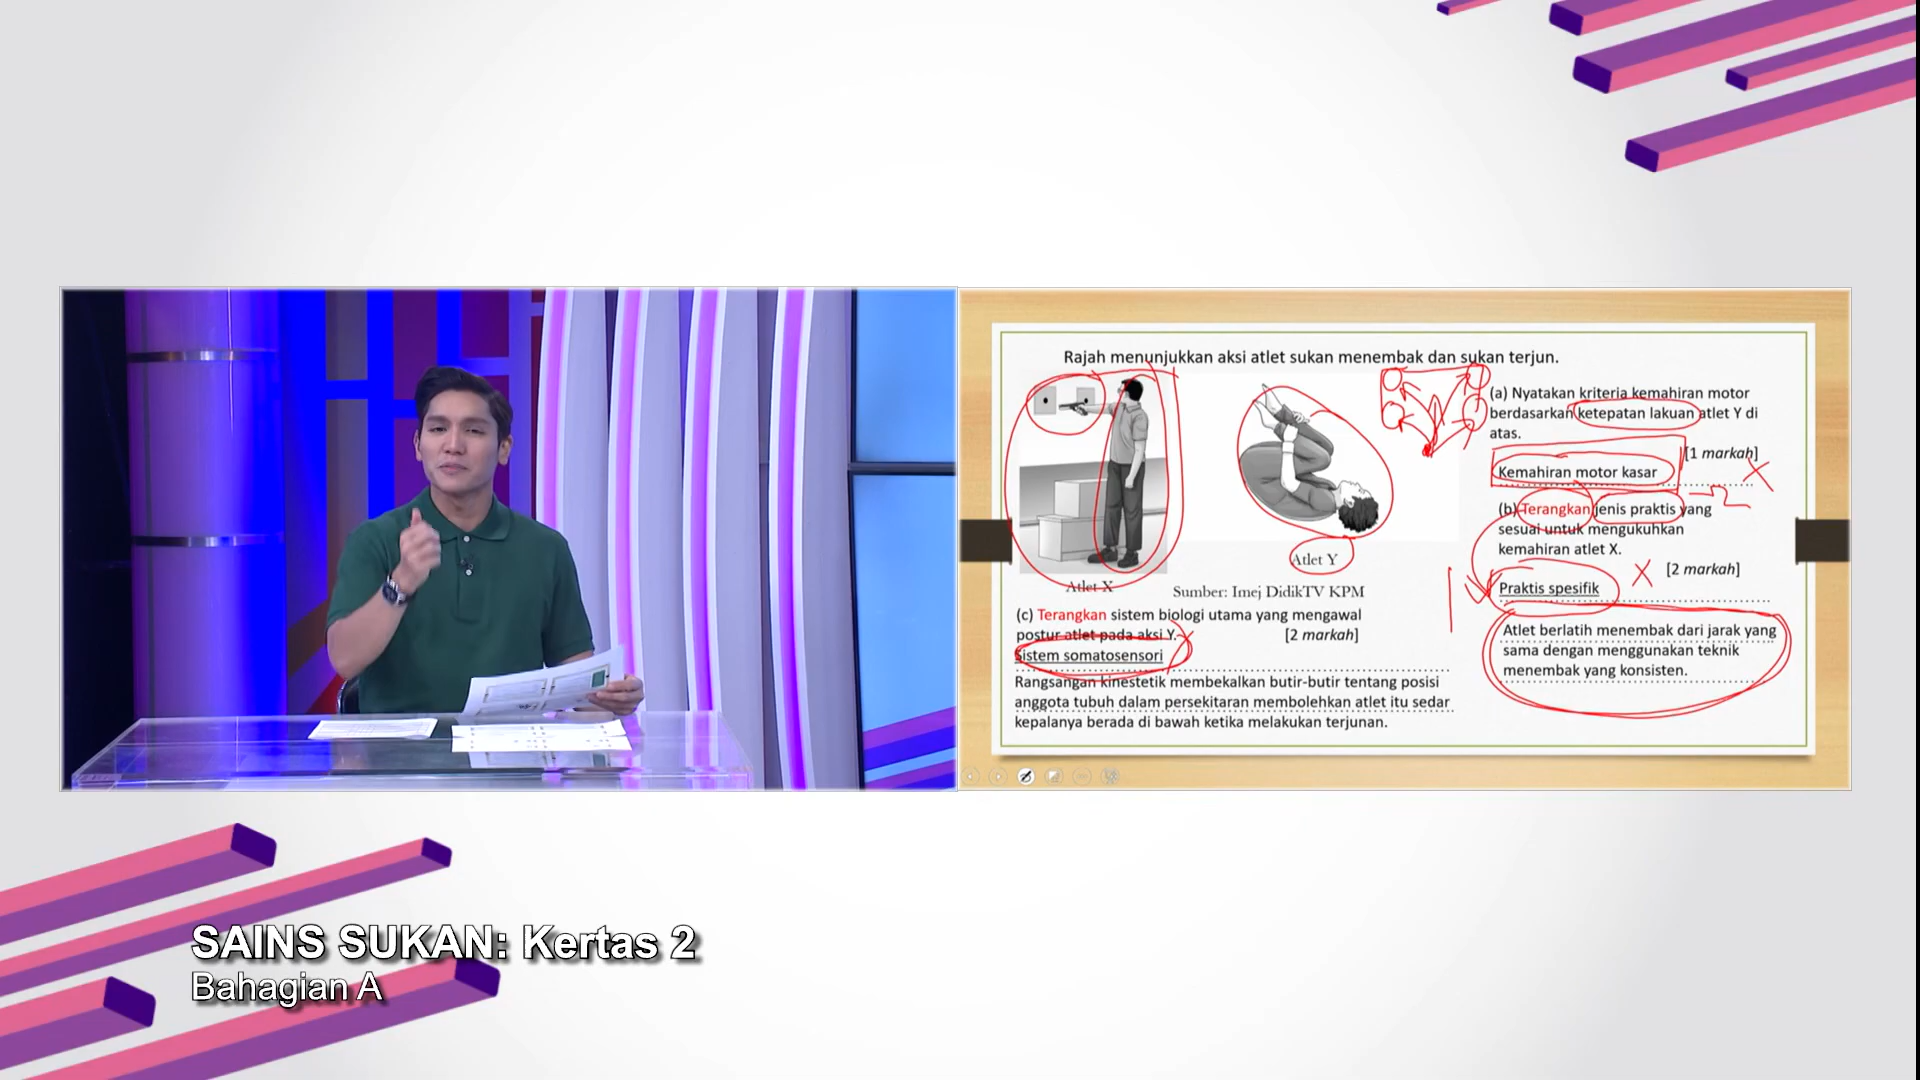 Rajah menunjukkan aksi atlet sukan menembak dan sukan terjun.
Atlet X
Atlet Y
Sumber: Imej DidikTV KPM
(a) Nyatakan kriteria kemahiran motor
berdasarkan ketepatan lakuan atlet Y di
atas.
[1 markah]
Kemahiran motor kasar
(b) Terangkan jenis praktis yang
sesuai untuk mengukuhkan
kemahiran atlet X.
[2 markah]
Praktis spesifik
Atlet berlatih menembak dari jarak yang
sama dengan menggunakan teknik
menembak yang konsisten.
(c) Terangkan sistem biologi utama yang mengawal
postur atlet pada aksi Y.
[2 markah]
Sistem somatosensori
Rangsangan kinestetik membekalkan butir-butir tentang posisi
anggota tubuh dalam persekitaran membolehkan atlet itu sedar
kepalanya berada di bawah ketika melakukan terjunan.
SAINS SUKAN: Kertas 2
Bahagian A